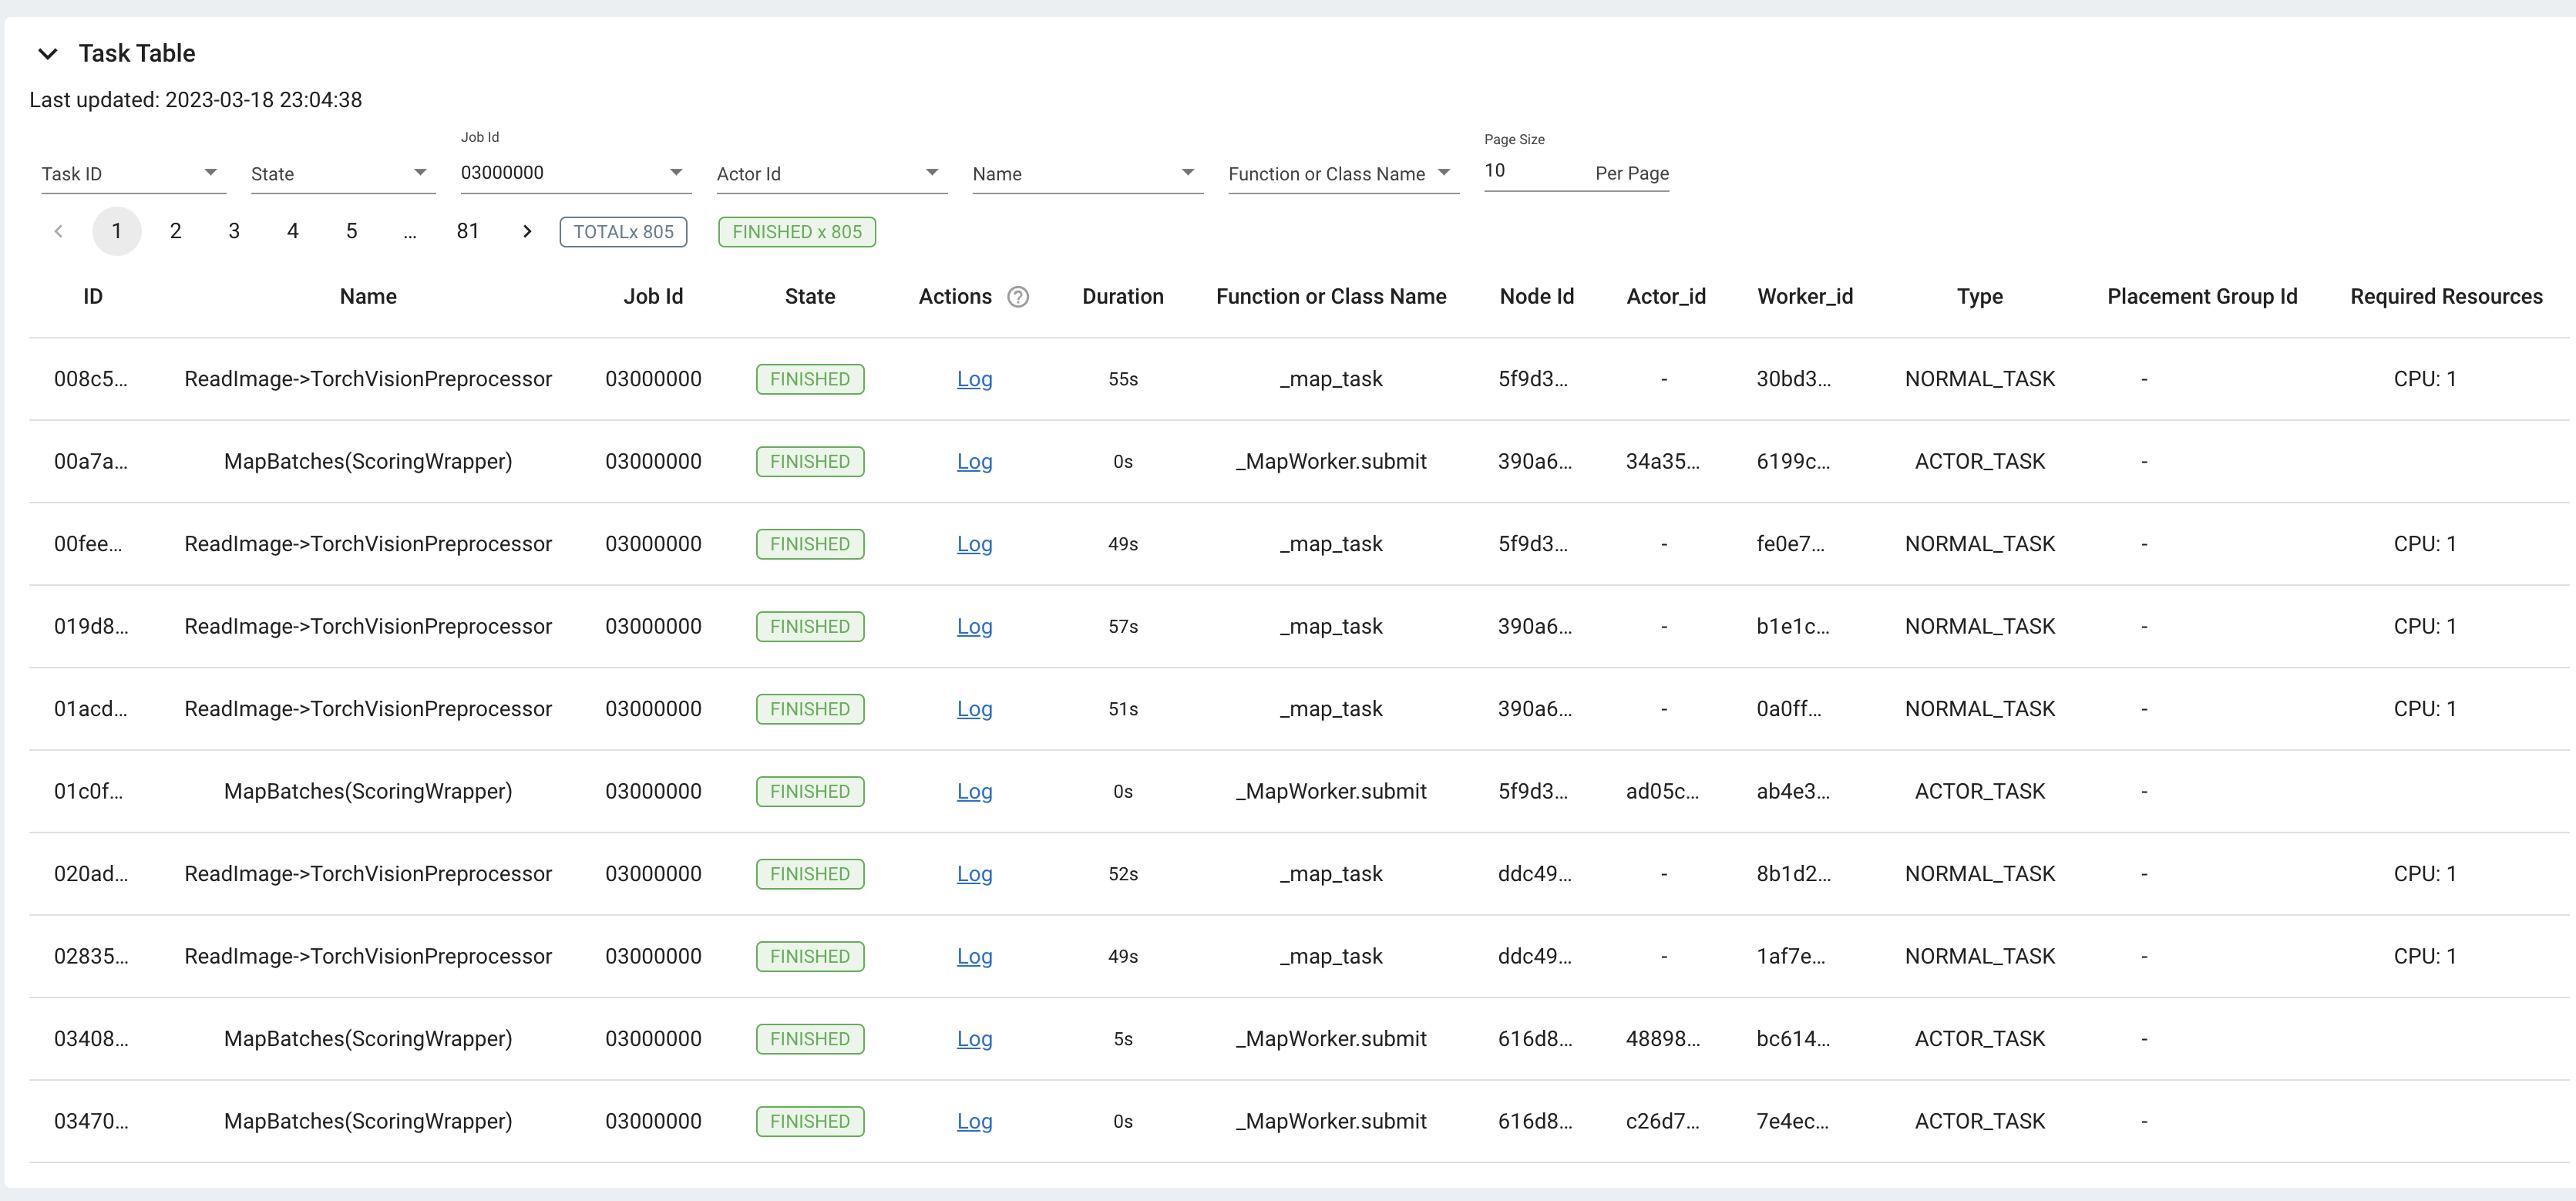 Task Table
Last updated: 2023-03-18 23:04:38
Job Id Page Size
Task ID State 03000000 Actor Id Name Function or Class Name 10 Per Page
1 2 3 4 5 ... 81 TOTALx 805 FINISHED x 805
ID Name Job Id State Actions ? Duration Function or Class Name Node Id Actor_id Worker_id Type Placement Group Id Required Resources
008c5... ReadImage->TorchVisionPreprocessor 03000000 FINISHED Log 55s _map_task 5f9d3... - 30bd3... NORMAL_TASK - CPU: 1
00a7a... MapBatches(ScoringWrapper) 03000000 FINISHED Log 0s _MapWorker.submit 390a6... 34a35... 6199c... ACTOR_TASK -
00fee... ReadImage->TorchVisionPreprocessor 03000000 FINISHED Log 49s _map_task 5f9d3... - fe0e7... NORMAL_TASK - CPU: 1
019d8... ReadImage->TorchVisionPreprocessor 03000000 FINISHED Log 57s _map_task 390a6... - b1e1c... NORMAL_TASK - CPU: 1
01acd... ReadImage->TorchVisionPreprocessor 03000000 FINISHED Log 51s _map_task 390a6... - 0a0ff... NORMAL_TASK - CPU: 1
01c0f... MapBatches(ScoringWrapper) 03000000 FINISHED Log 0s _MapWorker.submit 5f9d3... ad05c... ab4e3... ACTOR_TASK -
020ad... ReadImage->TorchVisionPreprocessor 03000000 FINISHED Log 52s _map_task ddc49... - 8b1d2... NORMAL_TASK - CPU: 1
02835... ReadImage->TorchVisionPreprocessor 03000000 FINISHED Log 49s _map_task ddc49... - 1af7e... NORMAL_TASK - CPU: 1
03408... MapBatches(ScoringWrapper) 03000000 FINISHED Log 5s _MapWorker.submit 616d8... 48898... bc614... ACTOR_TASK -
03470... MapBatches(ScoringWrapper) 03000000 FINISHED Log 0s _MapWorker.submit 616d8... c26d7... 7e4ec... ACTOR_TASK -